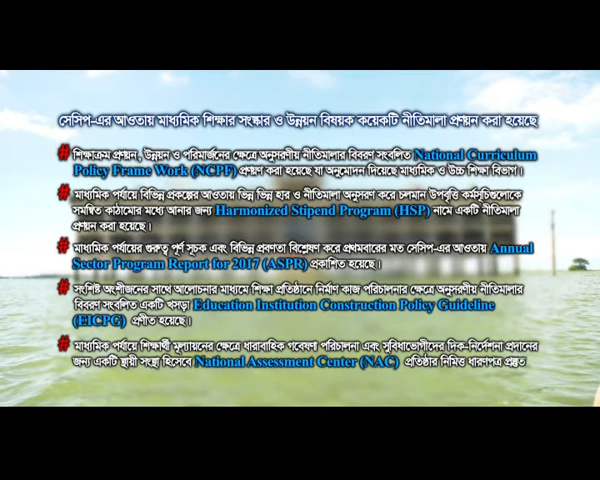 সেসিপ-এর আওতায় মাধ্যমিক শিক্ষার সংস্কার ও উন্নয়ন বিষয়ক কয়েকটি নীতিমালা প্রণয়ন করা হয়েছে
# শিক্ষাক্রম প্রণয়ন, উন্নয়ন ও পরিমার্জনের ক্ষেত্রে অনুসরণীয় নীতিমালার বিবরণ সংবলিত National Curriculum
Policy Frame Work (NCPF) প্রণয়ণ করা হয়েছে যা অনুমোদন দিয়েছে মাধ্যমিক ও উচ্চ শিক্ষা বিভাগ।
# মাধ্যমিক পর্যায়ে বিভিন্ন প্রকল্পের আওতায় ভিন্ন ভিন্ন হার ও নীতিমালা অনুসরণ করে চলমান উপবৃত্তি কর্মসূচিগুলোকে
সমন্বিত কাঠামোর মধ্যে আনার জন্য Harmonized Stipend Program (HSP) নামে একটি নীতিমালা
প্রণয়ন করা হয়েছে।
# মাধ্যমিক পর্যায়ের গুরুত্ব পূর্ন সূচক এবং বিভিন্ন প্রবণতা বিশ্লেষণ করে প্রথমবারের মত সেসিপ-এর আওতায় Annual
Sector Program Report for 2017 (ASPR) প্রকাশিত হয়েছে।
# সংশিষ্ট অংশীজনের সাথে আলোচনার মাধ্যমে শিক্ষা প্রতিষ্ঠানে নির্মাণ কাজ পরিচালনার ক্ষেত্রে অনুসরণীয় নীতিমালার
বিবরণ সংবলিত একটি খসড়া Education Institution Construction Policy Guideline
(EICPG) প্রণীত হয়েছে।
# মাধ্যমিক পর্যায়ে শিক্ষার্থী মূল্যায়নের ক্ষেত্রে ধারাবাহিক গবেষণা পরিচালনা এবং সুবিধাভোগীদের দিক-নির্দেশনা প্রদানের
জন্য একটি স্থায়ী সংস্থা হিসেবে National Assessment Center (NAC) প্রতিষ্ঠার নিমিত্ত ধারণাপত্র প্রস্তুত